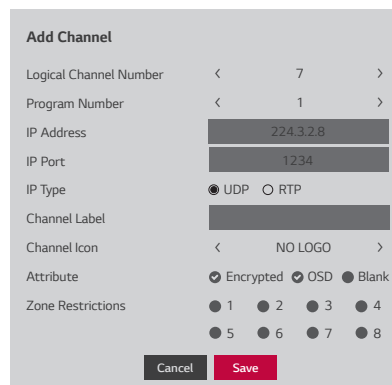 Add Channel
Logical Channel Number < 7 >
Program Number < 1 >
IP Address 224.3.2.8
IP Port 1234
IP Type UDP RTP
Channel Label
Channel Icon < NO LOGO >
Attribute Encrypted OSD Blank
Zone Restrictions 1 2 3 4
5 6 7 8
Cancel Save